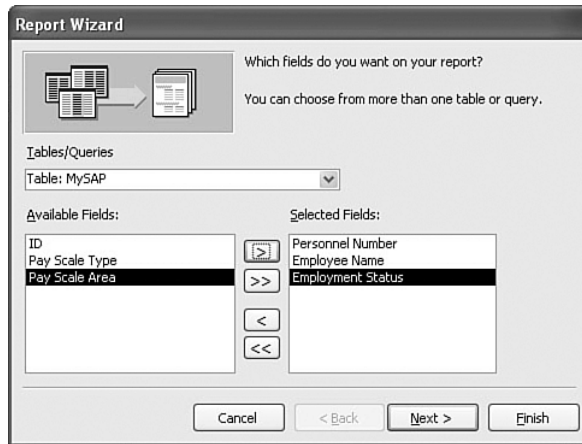 Report Wizard
Which fields do you want on your report?
You can choose from more than one table or query.
Tables/Queries
Table: MySAP
Available Fields:
Selected Fields:
ID
Pay Scale Type
Pay Scale Area
>
>>
<
<<
Personnel Number
Employee Name
Employment Status
Cancel
< Back
Next >
Finish